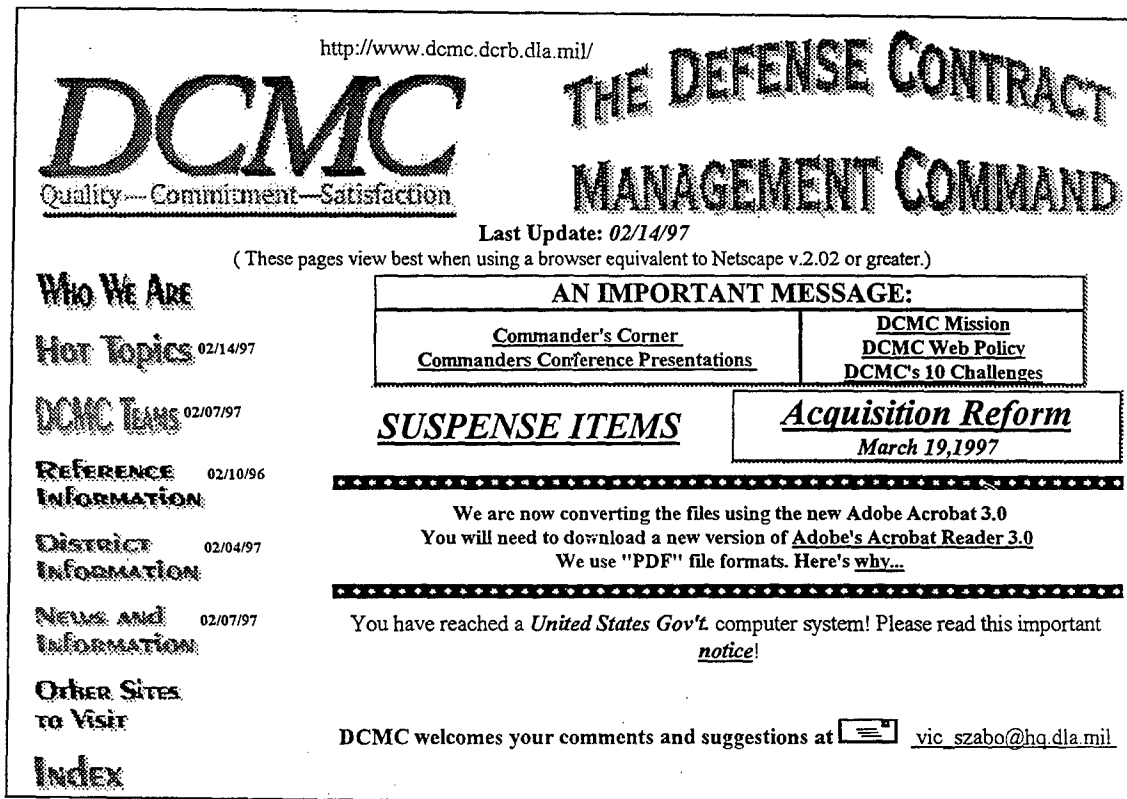 http://www.dcmc.dcrb.dla.mil/
DCMC
Quality---Commitment—Satisfaction
THE DEFENSE CONTRACT
MANAGEMENT COMMAND
Last Update: 02/14/97
( These pages view best when using a browser equivalent to Netscape v.2.02 or greater.)
WHO WE ARE
HOT TOPICS 02/14/97
DCMC TEAMS 02/07/97
REFERENCE INFORMATION 02/10/96
DISTRICT INFORMATION 02/04/97
NEWS AND INFORMATION 02/07/97
OTHER SITES TO VISIT
INDEX
AN IMPORTANT MESSAGE:
Commander's Corner
Commanders Conference Presentations
DCMC Mission
DCMC Web Policy
DCMC's 10 Challenges
SUSPENSE ITEMS
Acquisition Reform
March 19,1997
We are now converting the files using the new Adobe Acrobat 3.0
You will need to download a new version of Adobe's Acrobat Reader 3.0
We use "PDF" file formats. Here's why...
You have reached a United States Gov't. computer system! Please read this important
notice!
DCMC welcomes your comments and suggestions at vic_szabo@hq.dla.mil